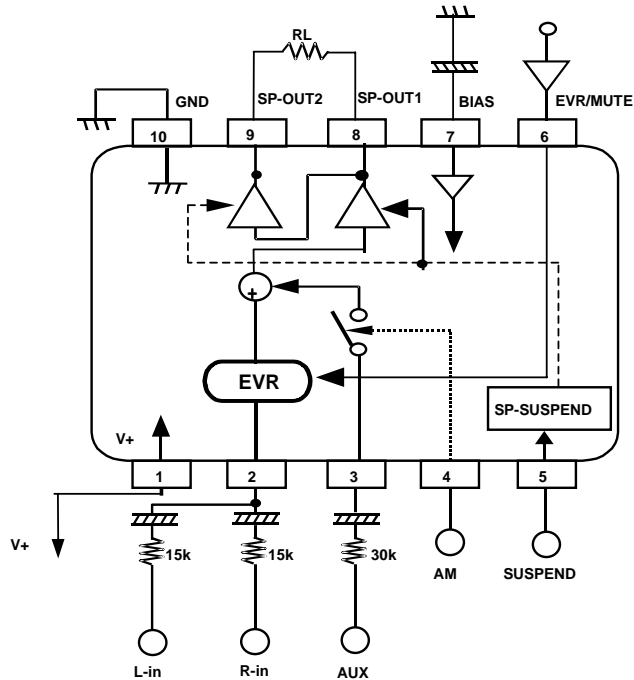 RL
GND
SP-OUT2
SP-OUT1
BIAS
EVR/MUTE
10
9
8
7
6
+
EVR
SP-SUSPEND
V+
1
2
3
4
5
V+
15k
15k
30k
AM
SUSPEND
L-in
R-in
AUX